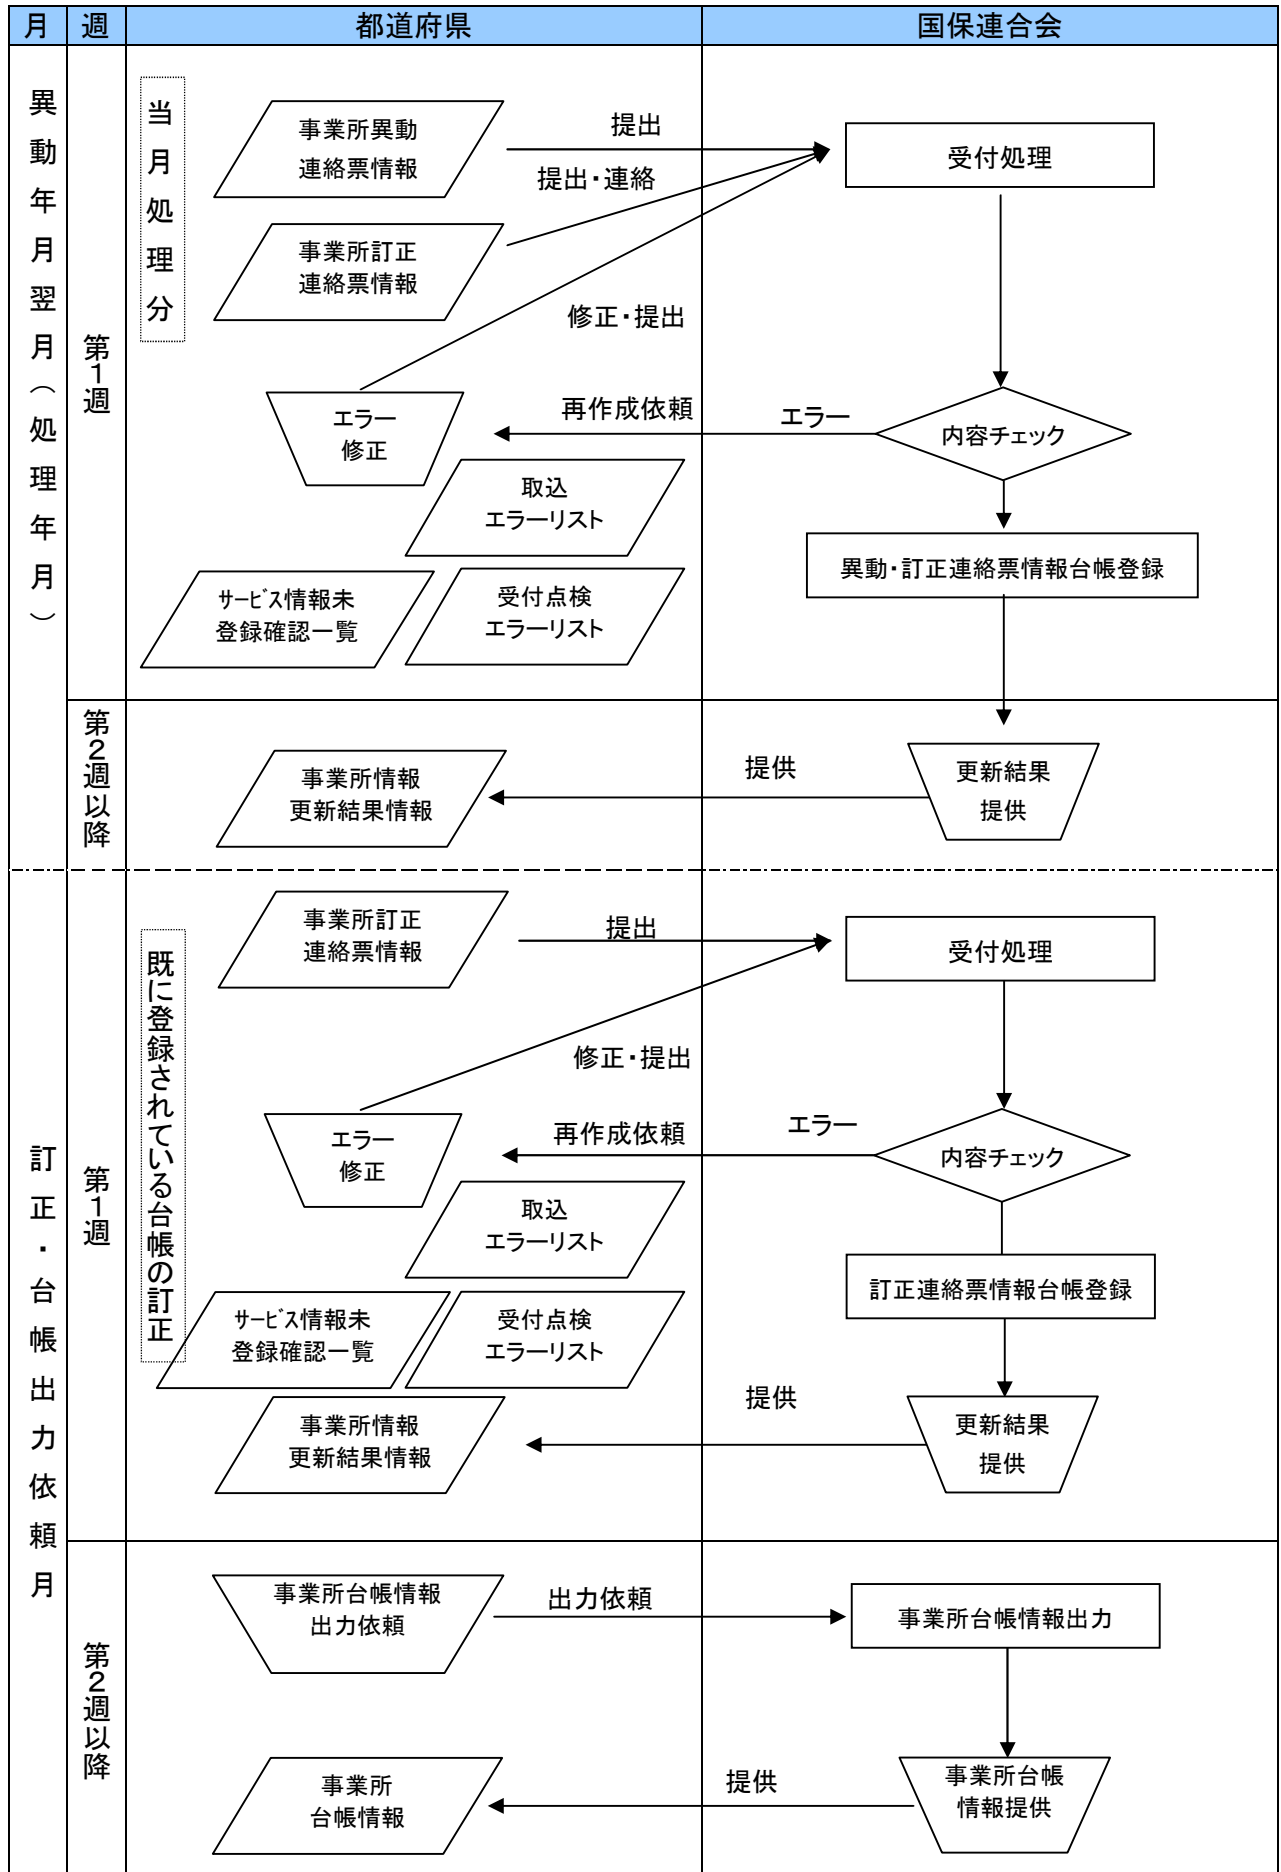 月
週
都道府県
国保連合会
異動年月翌月(処理年月)
第1週
当月処理分
事業所異動
連絡票情報
提出
受付処理
提出・連絡
事業所訂正
連絡票情報
修正・提出
エラー
修正
再作成依頼
エラー
内容チェック
取込
エラーリスト
異動・訂正連絡票情報台帳登録
サービス情報未
登録確認一覧
受付点検
エラーリスト
第2週以降
事業所情報
更新結果情報
提供
更新結果
提供
訂正・台帳出力依頼月
第1週
既に登録されている台帳の訂正
事業所訂正
連絡票情報
提出
受付処理
修正・提出
エラー
修正
再作成依頼
エラー
内容チェック
取込
エラーリスト
訂正連絡票情報台帳登録
サービス情報未
登録確認一覧
受付点検
エラーリスト
事業所情報
更新結果情報
提供
更新結果
提供
第2週以降
事業所台帳情報
出力依頼
出力依頼
事業所台帳情報出力
事業所
台帳情報
提供
事業所台帳
情報提供